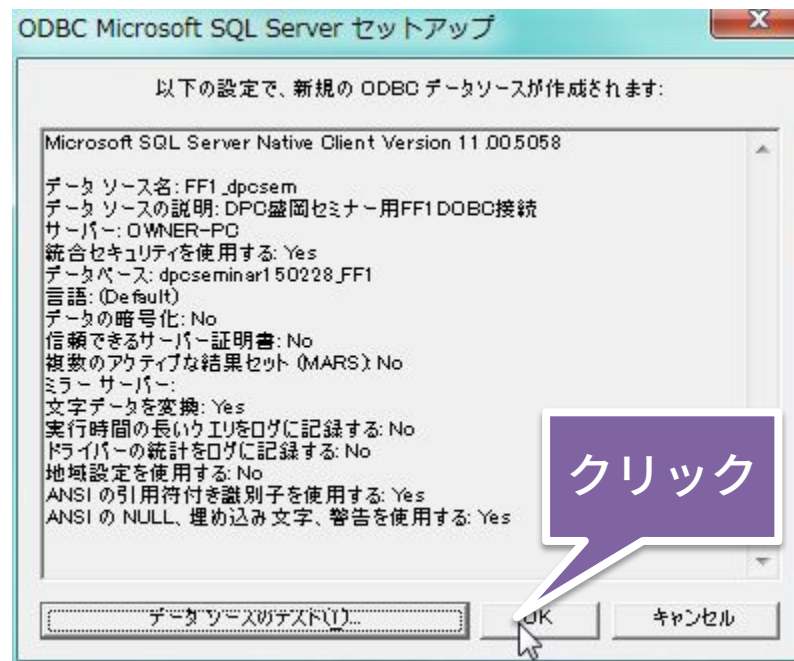 ODBC Microsoft SQL Server セットアップ
以下の設定で、新規の ODBC データソースが作成されます:
Microsoft SQL Server Native Client Version 11.00.5058
データ ソース名: FF1_dpcsem
データ ソースの説明: DPC盛岡セミナー用FF1DOBC接続
サーバー: OWNER-PC
統合セキュリティを使用する: Yes
データベース: dpcseminar150228_FF1
言語: (Default)
データの暗号化: No
信頼できるサーバー証明書: No
複数のアクティブな結果セット (MARS): No
ミラー サーバー:
文字データを変換: Yes
実行時間の長いクエリをログに記録する: No
ドライバーの統計をログに記録する: No
地域設定を使用する: No
ANSI の引用符付き識別子を使用する: Yes
ANSI の NULL、埋め込み文字、警告を使用する: Yes
クリック
データ ソースのテスト(T)...
OK
キャンセル